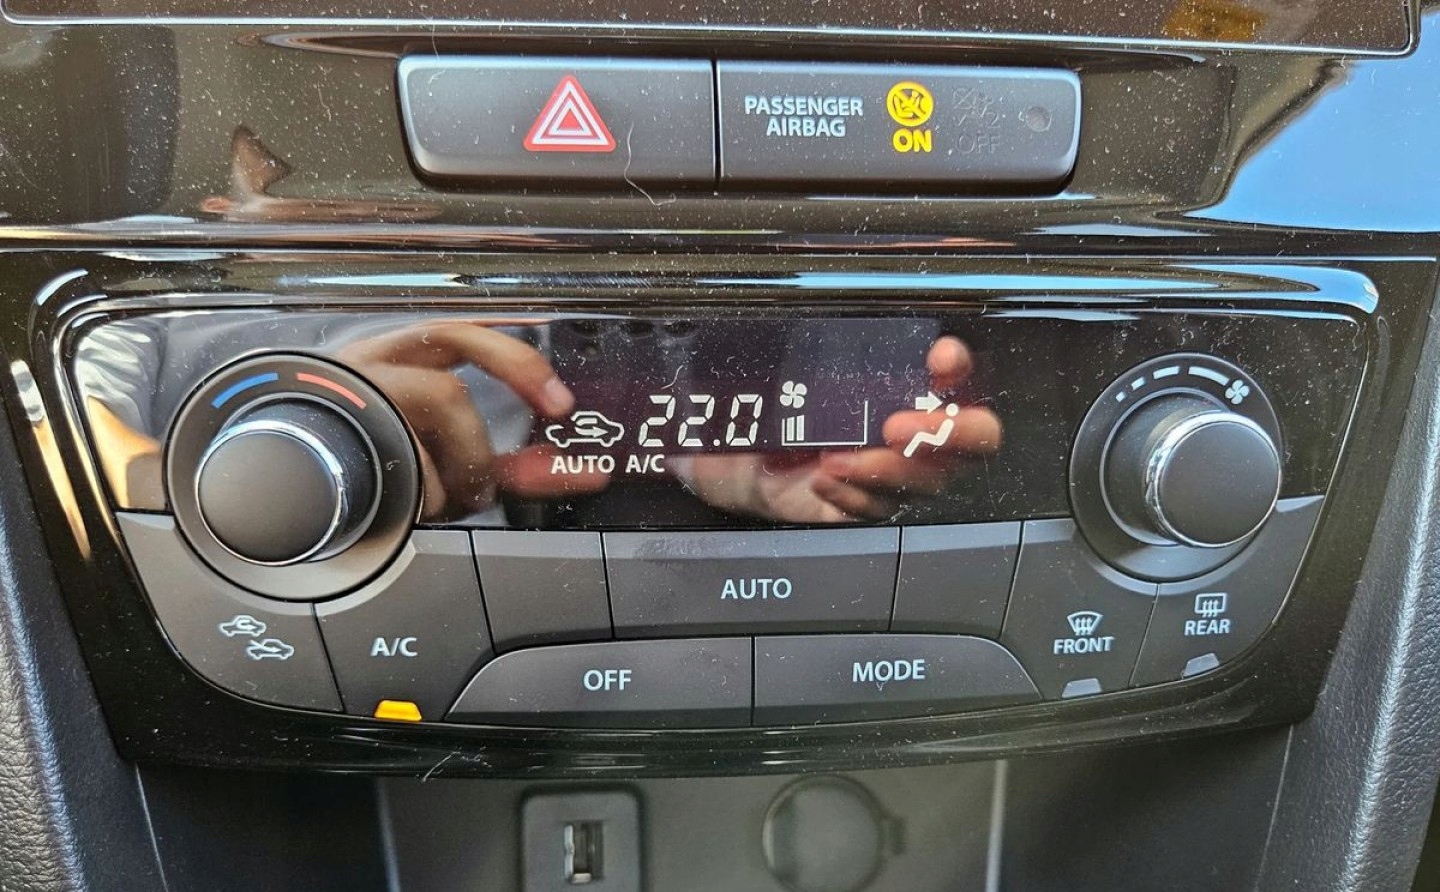 PASSENGER
AIRBAG
ON
OFF
22.0
AUTO A/C
AUTO
A/C
OFF
MODE
FRONT
REAR